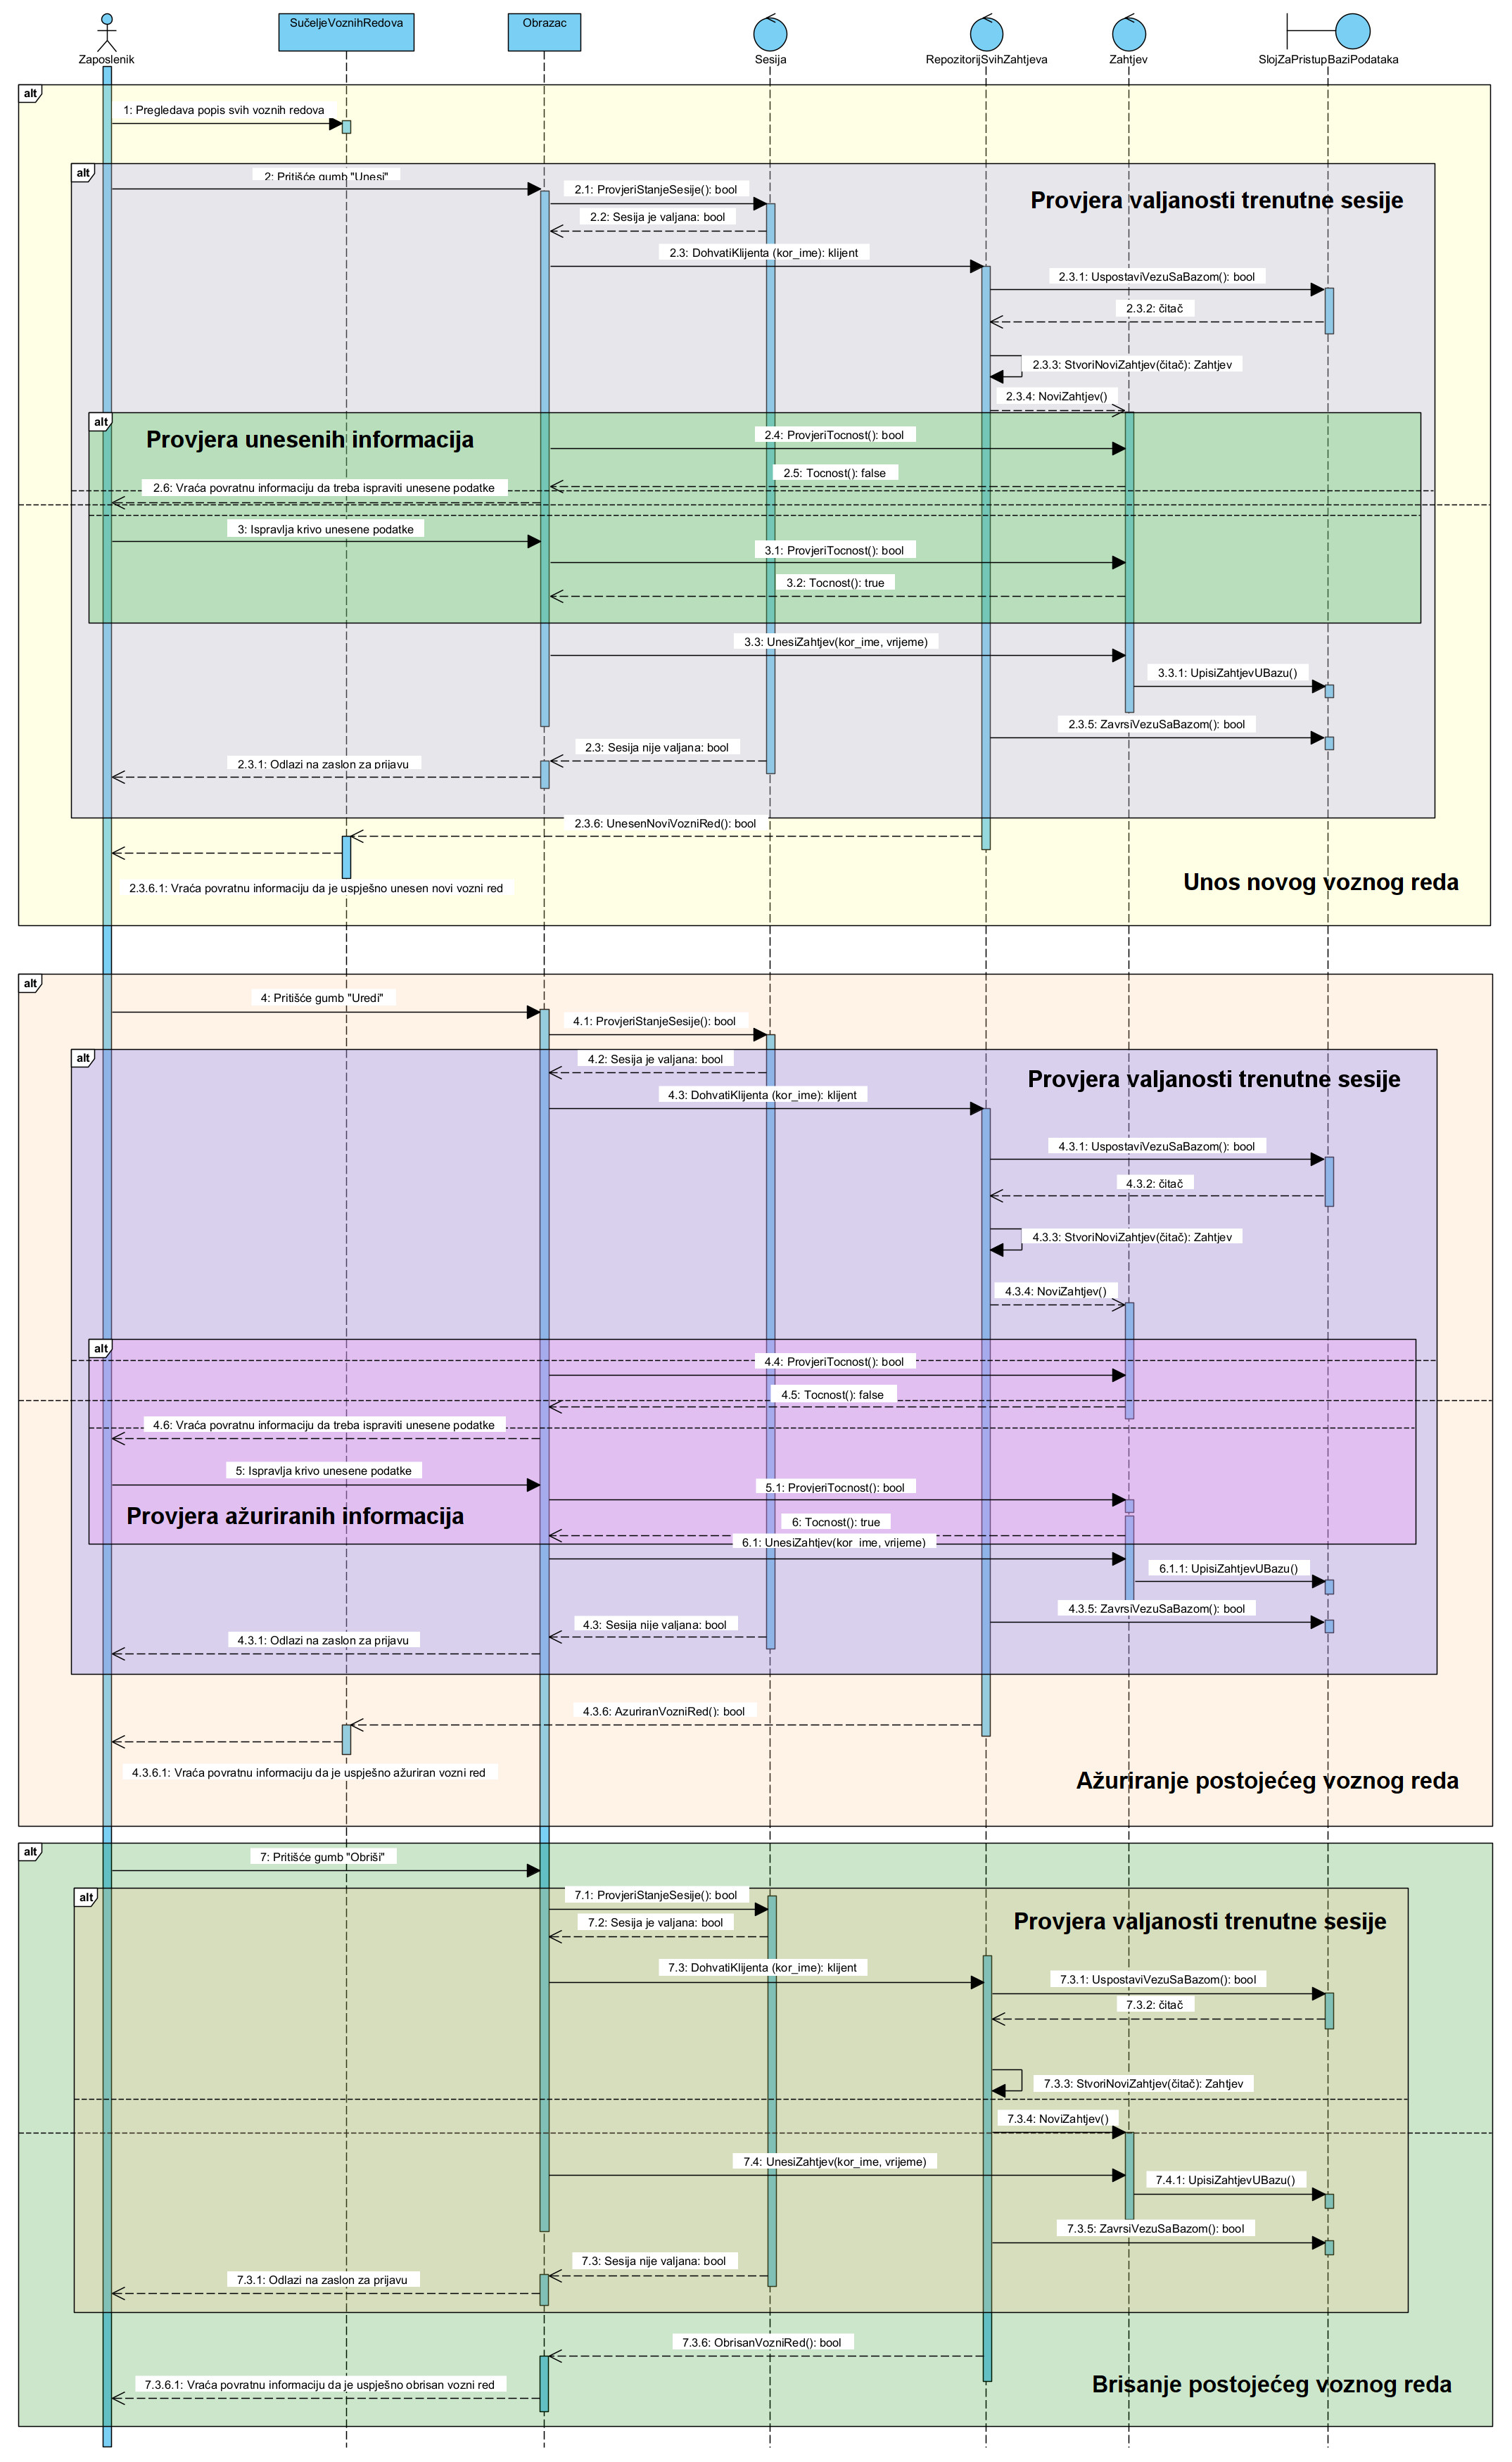 Zaposlenik
SučeljeVoznihRedova
Obrazac
Sesija
RepozitorijSvihZahtjeva
Zahtjev
SlojZaPristupBaziPodataka
alt
1: Pregledava popis svih voznih redova
alt
2: Pritišće gumb "Unesi"
Provjera valjanosti trenutne sesije
2.1: ProvjeriStanjeSesije(): bool
2.2: Sesija je valjana: bool
2.3: DohvatiKlijenta (kor_ime): klijent
2.3.1: UspostaviVezuSaBazom(): bool
2.3.2: čitač
2.3.3: StvoriNoviZahtjev(čitač): Zahtjev
2.3.4: NoviZahtjev()
alt
Provjera unesenih informacija
2.4: ProvjeriTocnost(): bool
2.5: Tocnost(): false
2.6: Vraća povratnu informaciju da treba ispraviti unesene podatke
3: Ispravlja krivo unesene podatke
3.1: ProvjeriTocnost(): bool
3.2: Tocnost(): true
3.3: UnesiZahtjev(kor_ime, vrijeme)
3.3.1: UpisiZahtjevUBazu()
2.3.5: ZavrsiVezuSaBazom(): bool
2.3: Sesija nije valjana: bool
2.3.1: Odlazi na zaslon za prijavu
2.3.6: UnesenNoviVozniRed(): bool
2.3.6.1: Vraća povratnu informaciju da je uspješno unesen novi vozni red
Unos novog voznog reda
alt
4: Pritišće gumb "Uredi"
4.1: ProvjeriStanjeSesije(): bool
alt
4.2: Sesija je valjana: bool
Provjera valjanosti trenutne sesije
4.3: DohvatiKlijenta (kor_ime): klijent
4.3.1: UspostaviVezuSaBazom(): bool
4.3.2: čitač
4.3.3: StvoriNoviZahtjev(čitač): Zahtjev
4.3.4: NoviZahtjev()
alt
4.4: ProvjeriTocnost(): bool
4.5: Tocnost(): false
4.6: Vraća povratnu informaciju da treba ispraviti unesene podatke
5: Ispravlja krivo unesene podatke
5.1: ProvjeriTocnost(): bool
Provjera ažuriranih informacija
6: Tocnost(): true
6.1: UnesiZahtjev(kor_ime, vrijeme)
6.1.1: UpisiZahtjevUBazu()
4.3.5: ZavrsiVezuSaBazom(): bool
4.3: Sesija nije valjana: bool
4.3.1: Odlazi na zaslon za prijavu
4.3.6: AzuriranVozniRed(): bool
4.3.6.1: Vraća povratnu informaciju da je uspješno ažuriran vozni red
Ažuriranje postojećeg voznog reda
alt
7: Pritišće gumb "Obriši"
alt
7.1: ProvjeriStanjeSesije(): bool
7.2: Sesija je valjana: bool
Provjera valjanosti trenutne sesije
7.3: DohvatiKlijenta (kor_ime): klijent
7.3.1: UspostaviVezuSaBazom(): bool
7.3.2: čitač
7.3.3: StvoriNoviZahtjev(čitač): Zahtjev
7.3.4: NoviZahtjev()
7.4: UnesiZahtjev(kor_ime, vrijeme)
7.4.1: UpisiZahtjevUBazu()
7.3.5: ZavrsiVezuSaBazom(): bool
7.3: Sesija nije valjana: bool
7.3.1: Odlazi na zaslon za prijavu
7.3.6: ObrisanVozniRed(): bool
7.3.6.1: Vraća povratnu informaciju da je uspješno obrisan vozni red
Brisanje postojećeg voznog reda